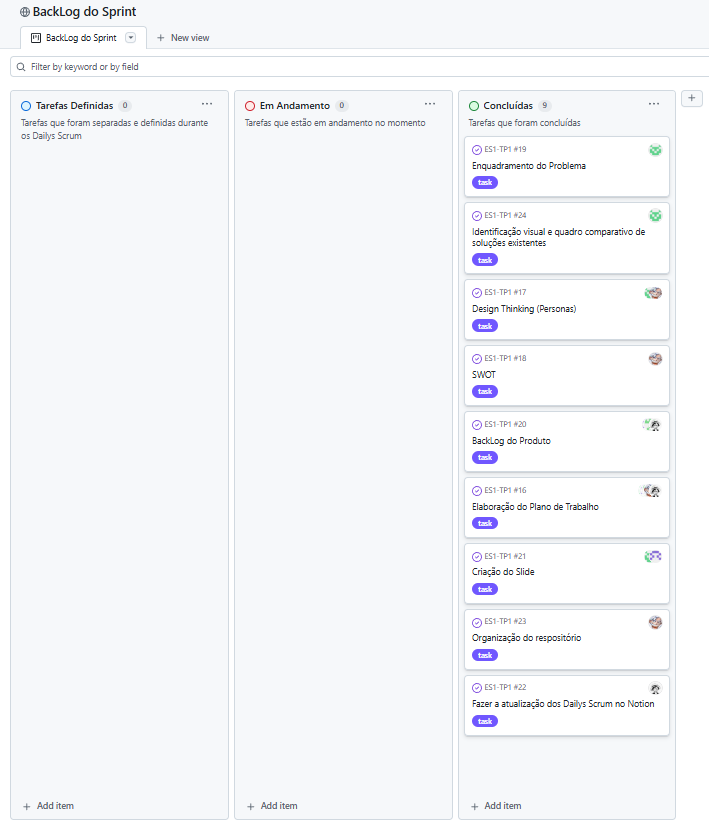 BackLog do Sprint
BackLog do Sprint
New view
Filter by keyword or by field
Tarefas Definidas 0
Tarefas que foram separadas e definidas durante
os Dailys Scrum
Add item
Em Andamento 0
Tarefas que estão em andamento no momento
Add item
Concluídas 9
Tarefas que foram concluídas
ES1-TP1 #19
Enquadramento do Problema
task
ES1-TP1 #24
Identificação visual e quadro comparativo de
soluções existentes
task
ES1-TP1 #17
Design Thinking (Personas)
task
ES1-TP1 #18
SWOT
task
ES1-TP1 #20
BackLog do Produto
task
ES1-TP1 #16
Elaboração do Plano de Trabalho
task
ES1-TP1 #21
Criação do Slide
task
ES1-TP1 #23
Organização do respositório
task
ES1-TP1 #22
Fazer a atualização dos Dailys Scrum no Notion
task
Add item